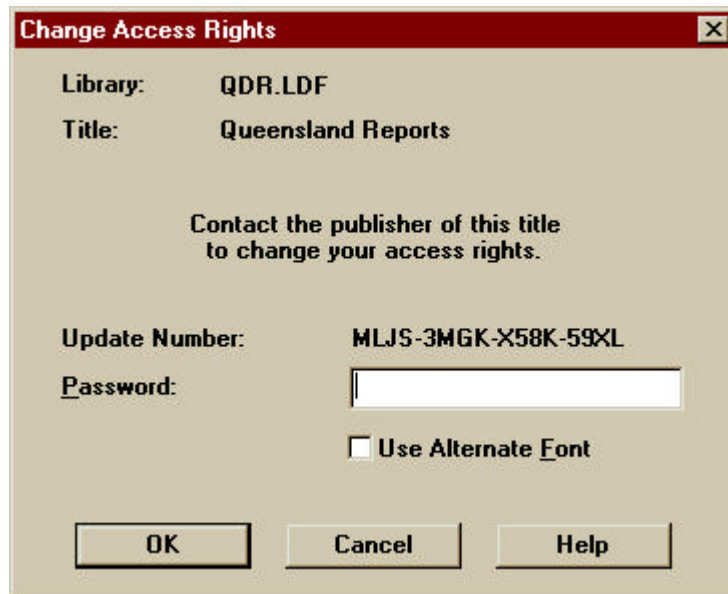 Change Access Rights
Library: QDR.LDF
Title: Queensland Reports
Contact the publisher of this title
to change your access rights.
Update Number: MLJS-3MGK-X58K-59XL
Password:
Use Alternate Font
OK Cancel Help